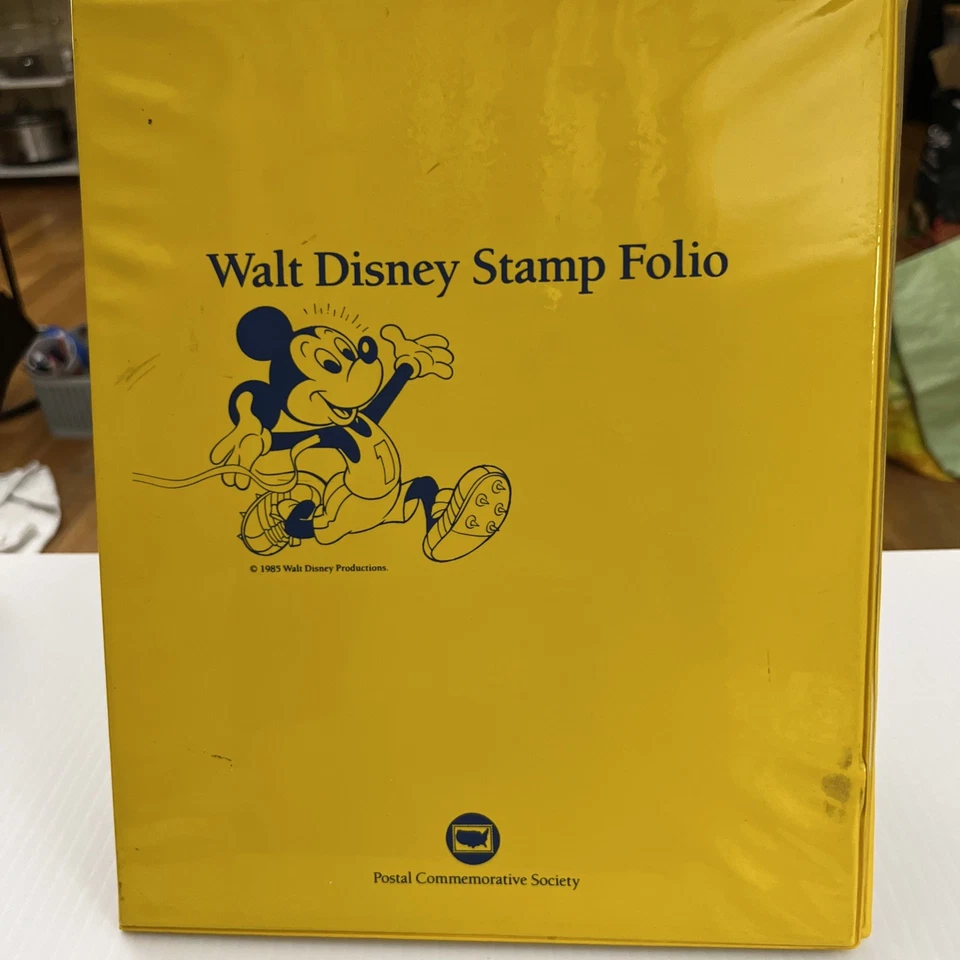 Walt Disney Stamp Folio
1
© 1985 Walt Disney Productions.
Postal Commemorative Society